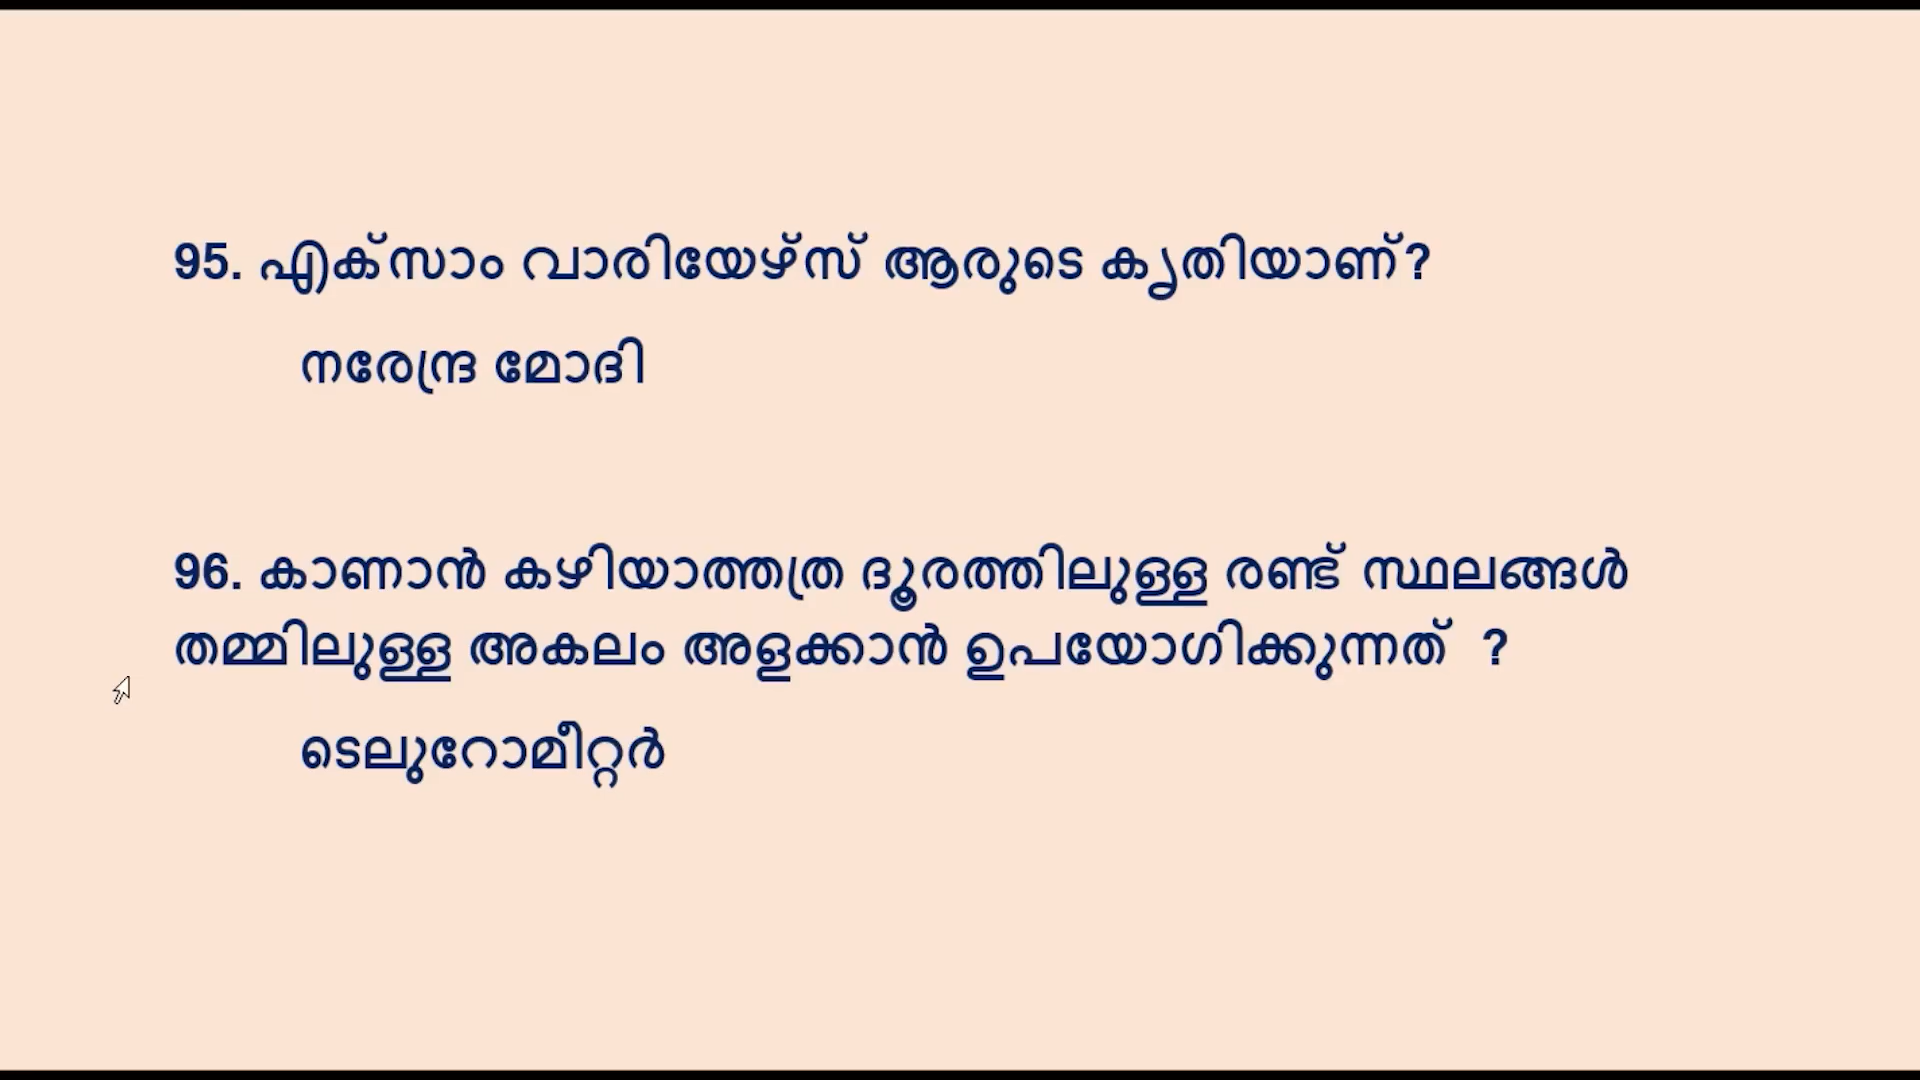 95. എക്സാം വാരിയേഴ്സ് ആരുടെ കൃതിയാണ്?
നരേന്ദ്ര മോദി
96. കാണാൻ കഴിയാത്തത്ര ദൂരത്തിലുള്ള രണ്ട് സ്ഥലങ്ങൾ
തമ്മിലുള്ള അകലം അളക്കാൻ ഉപയോഗിക്കുന്നത് ?
ടെലുറോമീറ്റർ